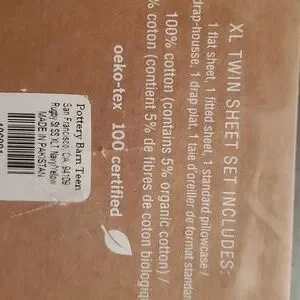 XL TWIN SHEET SET INCLUDES:
1 flat sheet, 1 fitted sheet, 1 standard pillowcase /
drap-housse, 1 drap plat, 1 taie d'oreiller de format standard
100% cotton (contains 5% organic cotton) /
% coton (contient 5% de fibres de coton biologiq
oeko-tex 100 certified
Pottery Barn Teen
San Francisco, CA 94109
MADE IN PAKISTAN